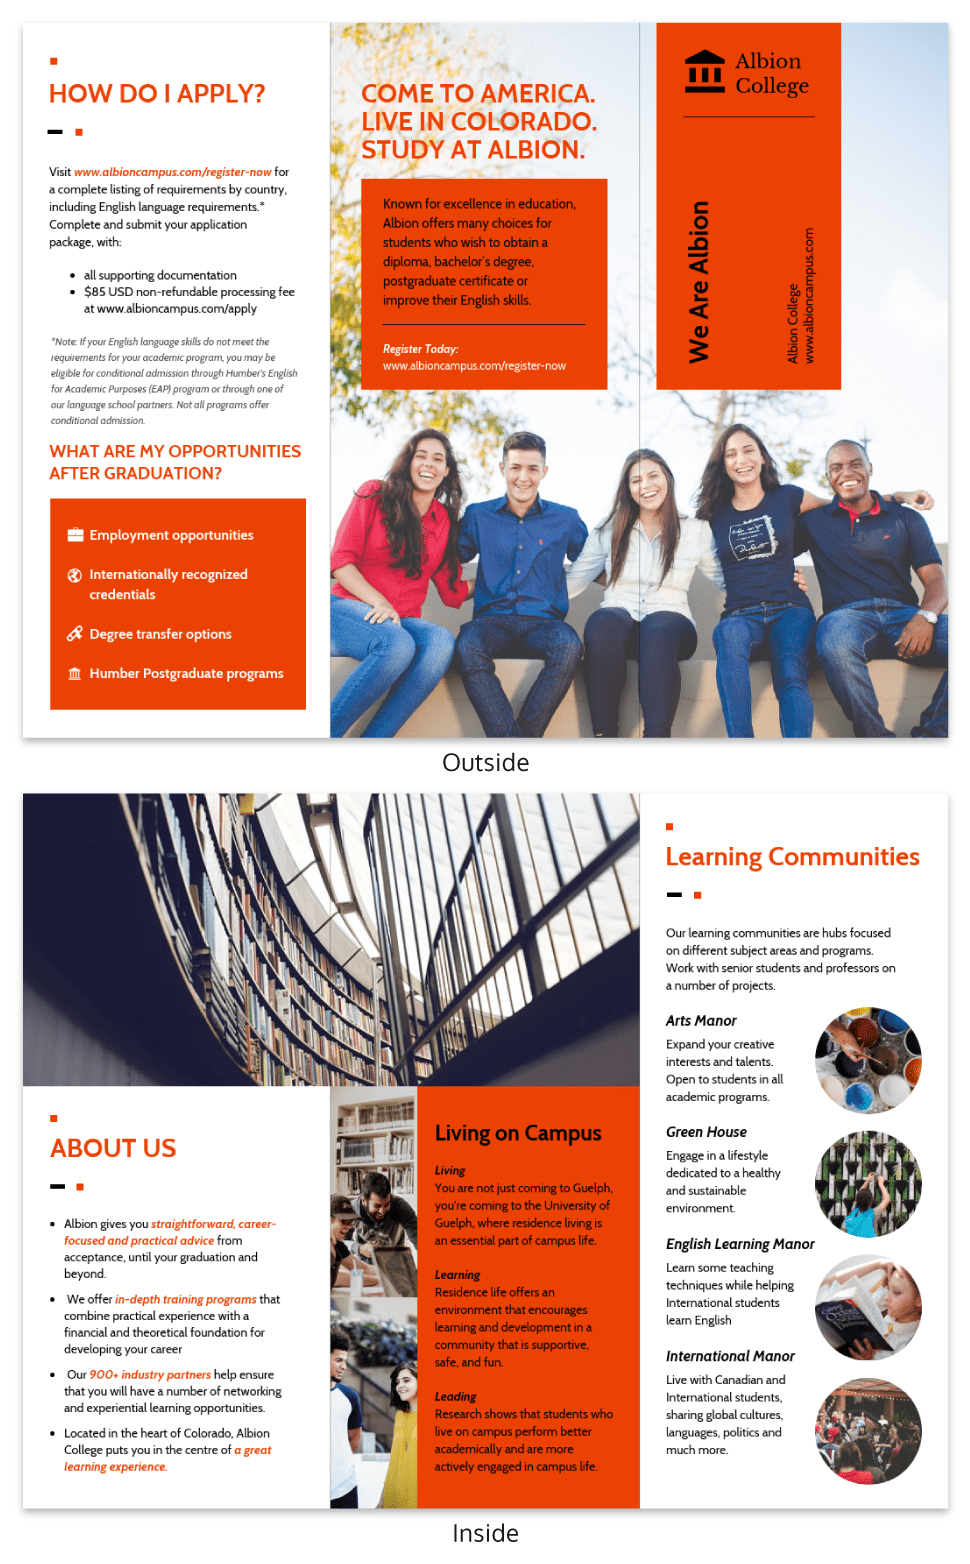 HOW DO I APPLY?
Visit www.albioncampus.com/register-now for
a complete listing of requirements by country,
including English language requirements.*
Complete and submit your application
package, with:
• all supporting documentation
• $85 USD non-refundable processing fee
at www.albioncampus.com/apply
*Note: If your English language skills do not meet the
requirements for your academic program, you may be
eligible for conditional admission through Humber's English
for Academic Purposes (EAP) program or through one of
our language school partners. Not all programs offer
conditional admission.
WHAT ARE MY OPPORTUNITIES
AFTER GRADUATION?
Employment opportunities
Internationally recognized
credentials
Degree transfer options
Humber Postgraduate programs
COME TO AMERICA.
LIVE IN COLORADO.
STUDY AT ALBION.
Known for excellence in education,
Albion offers many choices for
students who wish to obtain a
diploma, bachelor's degree,
postgraduate certificate or
improve their English skills.
Register Today:
www.albioncampus.com/register-now
Albion
College
We Are Albion
Albion College
www.albioncampus.com
Outside
ABOUT US
• Albion gives you straightforward, career-
focused and practical advice from
acceptance, until your graduation and
beyond.
• We offer in-depth training programs that
combine practical experience with a
financial and theoretical foundation for
developing your career
• Our 900+ industry partners help ensure
that you will have a number of networking
and experiential learning opportunities.
• Located in the heart of Colorado, Albion
College puts you in the centre of a great
learning experience.
Living on Campus
Living
You are not just coming to Guelph,
you're coming to the University of
Guelph, where residence living is
an essential part of campus life.
Learning
Residence life offers an
environment that encourages
learning and development in a
community that is supportive,
safe, and fun.
Leading
Research shows that students who
live on campus perform better
academically and are more
actively engaged in campus life.
Learning Communities
Our learning communities are hubs focused
on different subject areas and programs.
Work with senior students and professors on
a number of projects.
Arts Manor
Expand your creative
interests and talents.
Open to students in all
academic programs.
Green House
Engage in a lifestyle
dedicated to a healthy
and sustainable
environment.
English Learning Manor
Learn some teaching
techniques while helping
International students
learn English
International Manor
Live with Canadian and
International students,
sharing global cultures,
languages, politics and
much more.
Inside